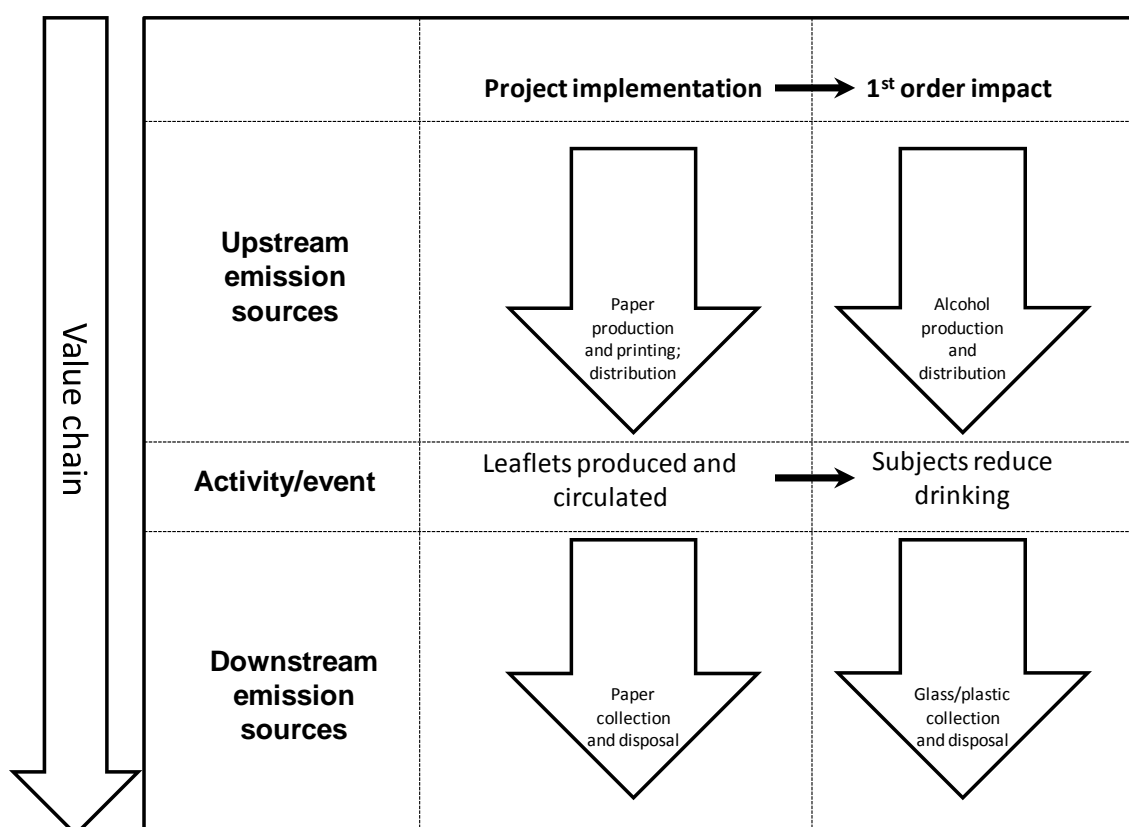 Project implementation
1st order impact
Upstream
emission
sources
Paper
production
and printing;
distribution
Alcohol
production
and
distribution
Value chain
Activity/event
Leaflets produced and
circulated
Subjects reduce
drinking
Downstream
emission
sources
Paper
collection
and disposal
Glass/plastic
collection
and disposal